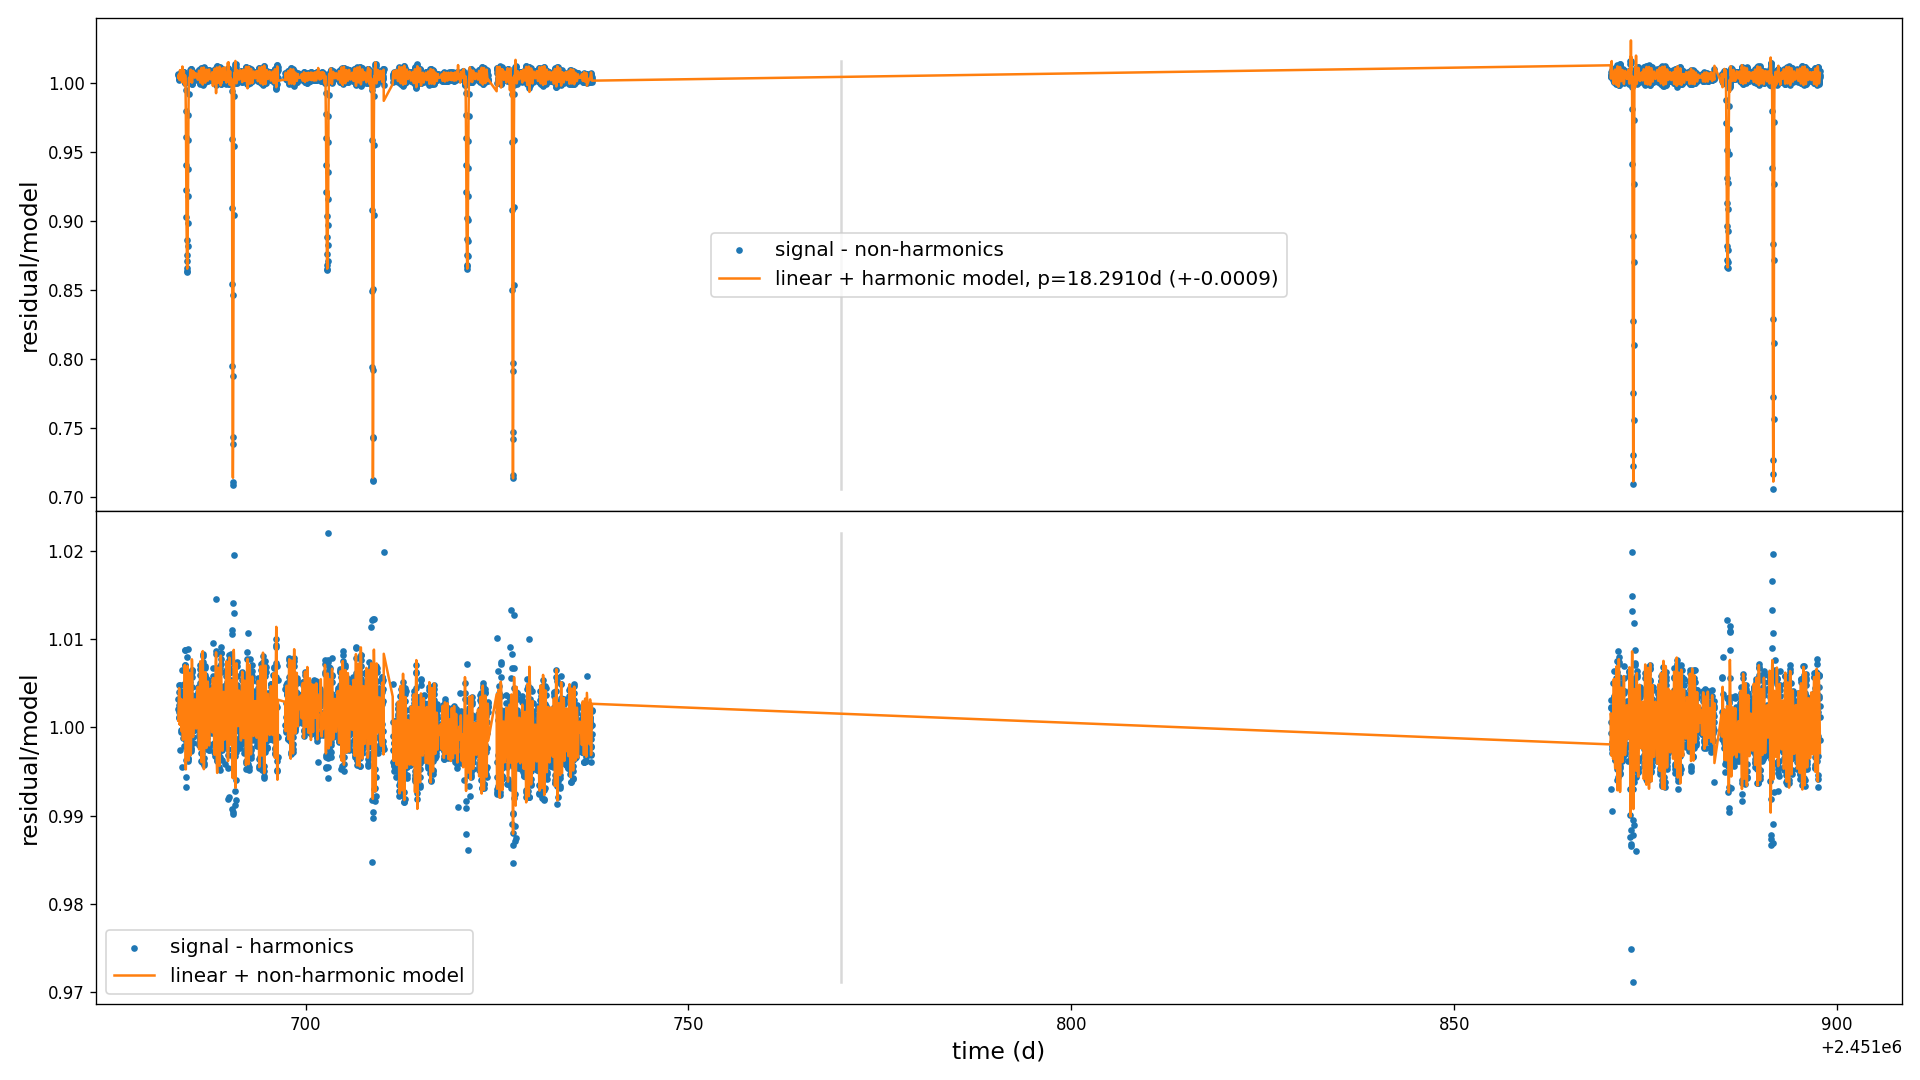 residual/model
1.00
0.95
0.90
0.85
0.80
0.75
0.70
signal - non-harmonics
linear + harmonic model, p=18.2910d (+-0.0009)
residual/model
1.02
1.01
1.00
0.99
0.98
0.97
signal - harmonics
linear + non-harmonic model
700
750
800
850
900
time (d)
+2.451e6